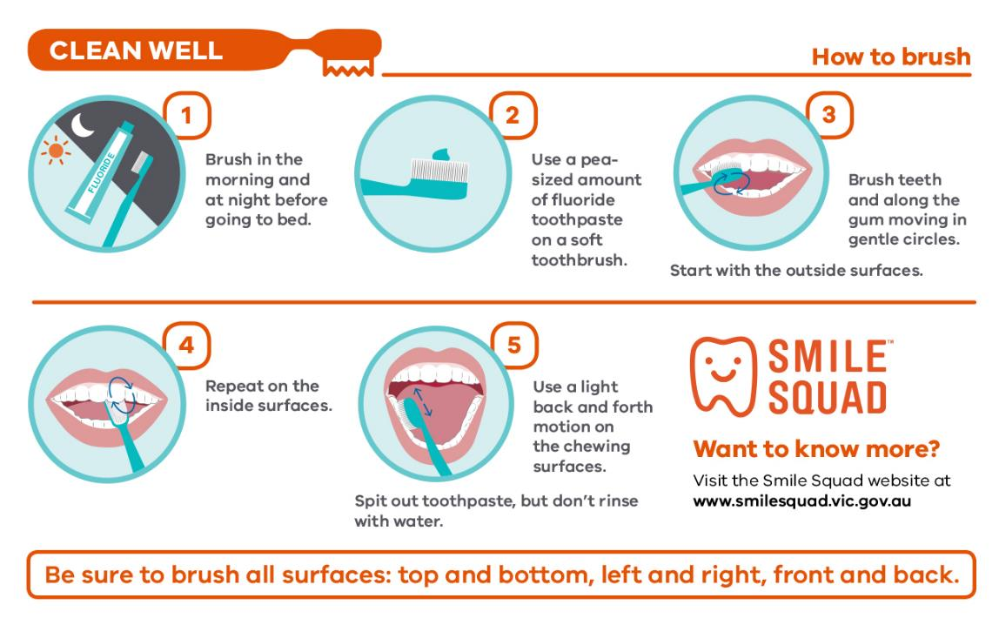 CLEAN WELL
How to brush
1
FLUORIDE
Brush in the
morning and
at night before
going to bed.
2
Use a pea-
sized amount
of fluoride
toothpaste
on a soft
toothbrush.
3
Brush teeth
and along the
gum moving in
gentle circles.
Start with the outside surfaces.
4
Repeat on the
inside surfaces.
5
Use a light
back and forth
motion on
the chewing
surfaces.
Spit out toothpaste, but don't rinse
with water.
SMILE™
SQUAD
Want to know more?
Visit the Smile Squad website at
www.smilesquad.vic.gov.au
Be sure to brush all surfaces: top and bottom, left and right, front and back.